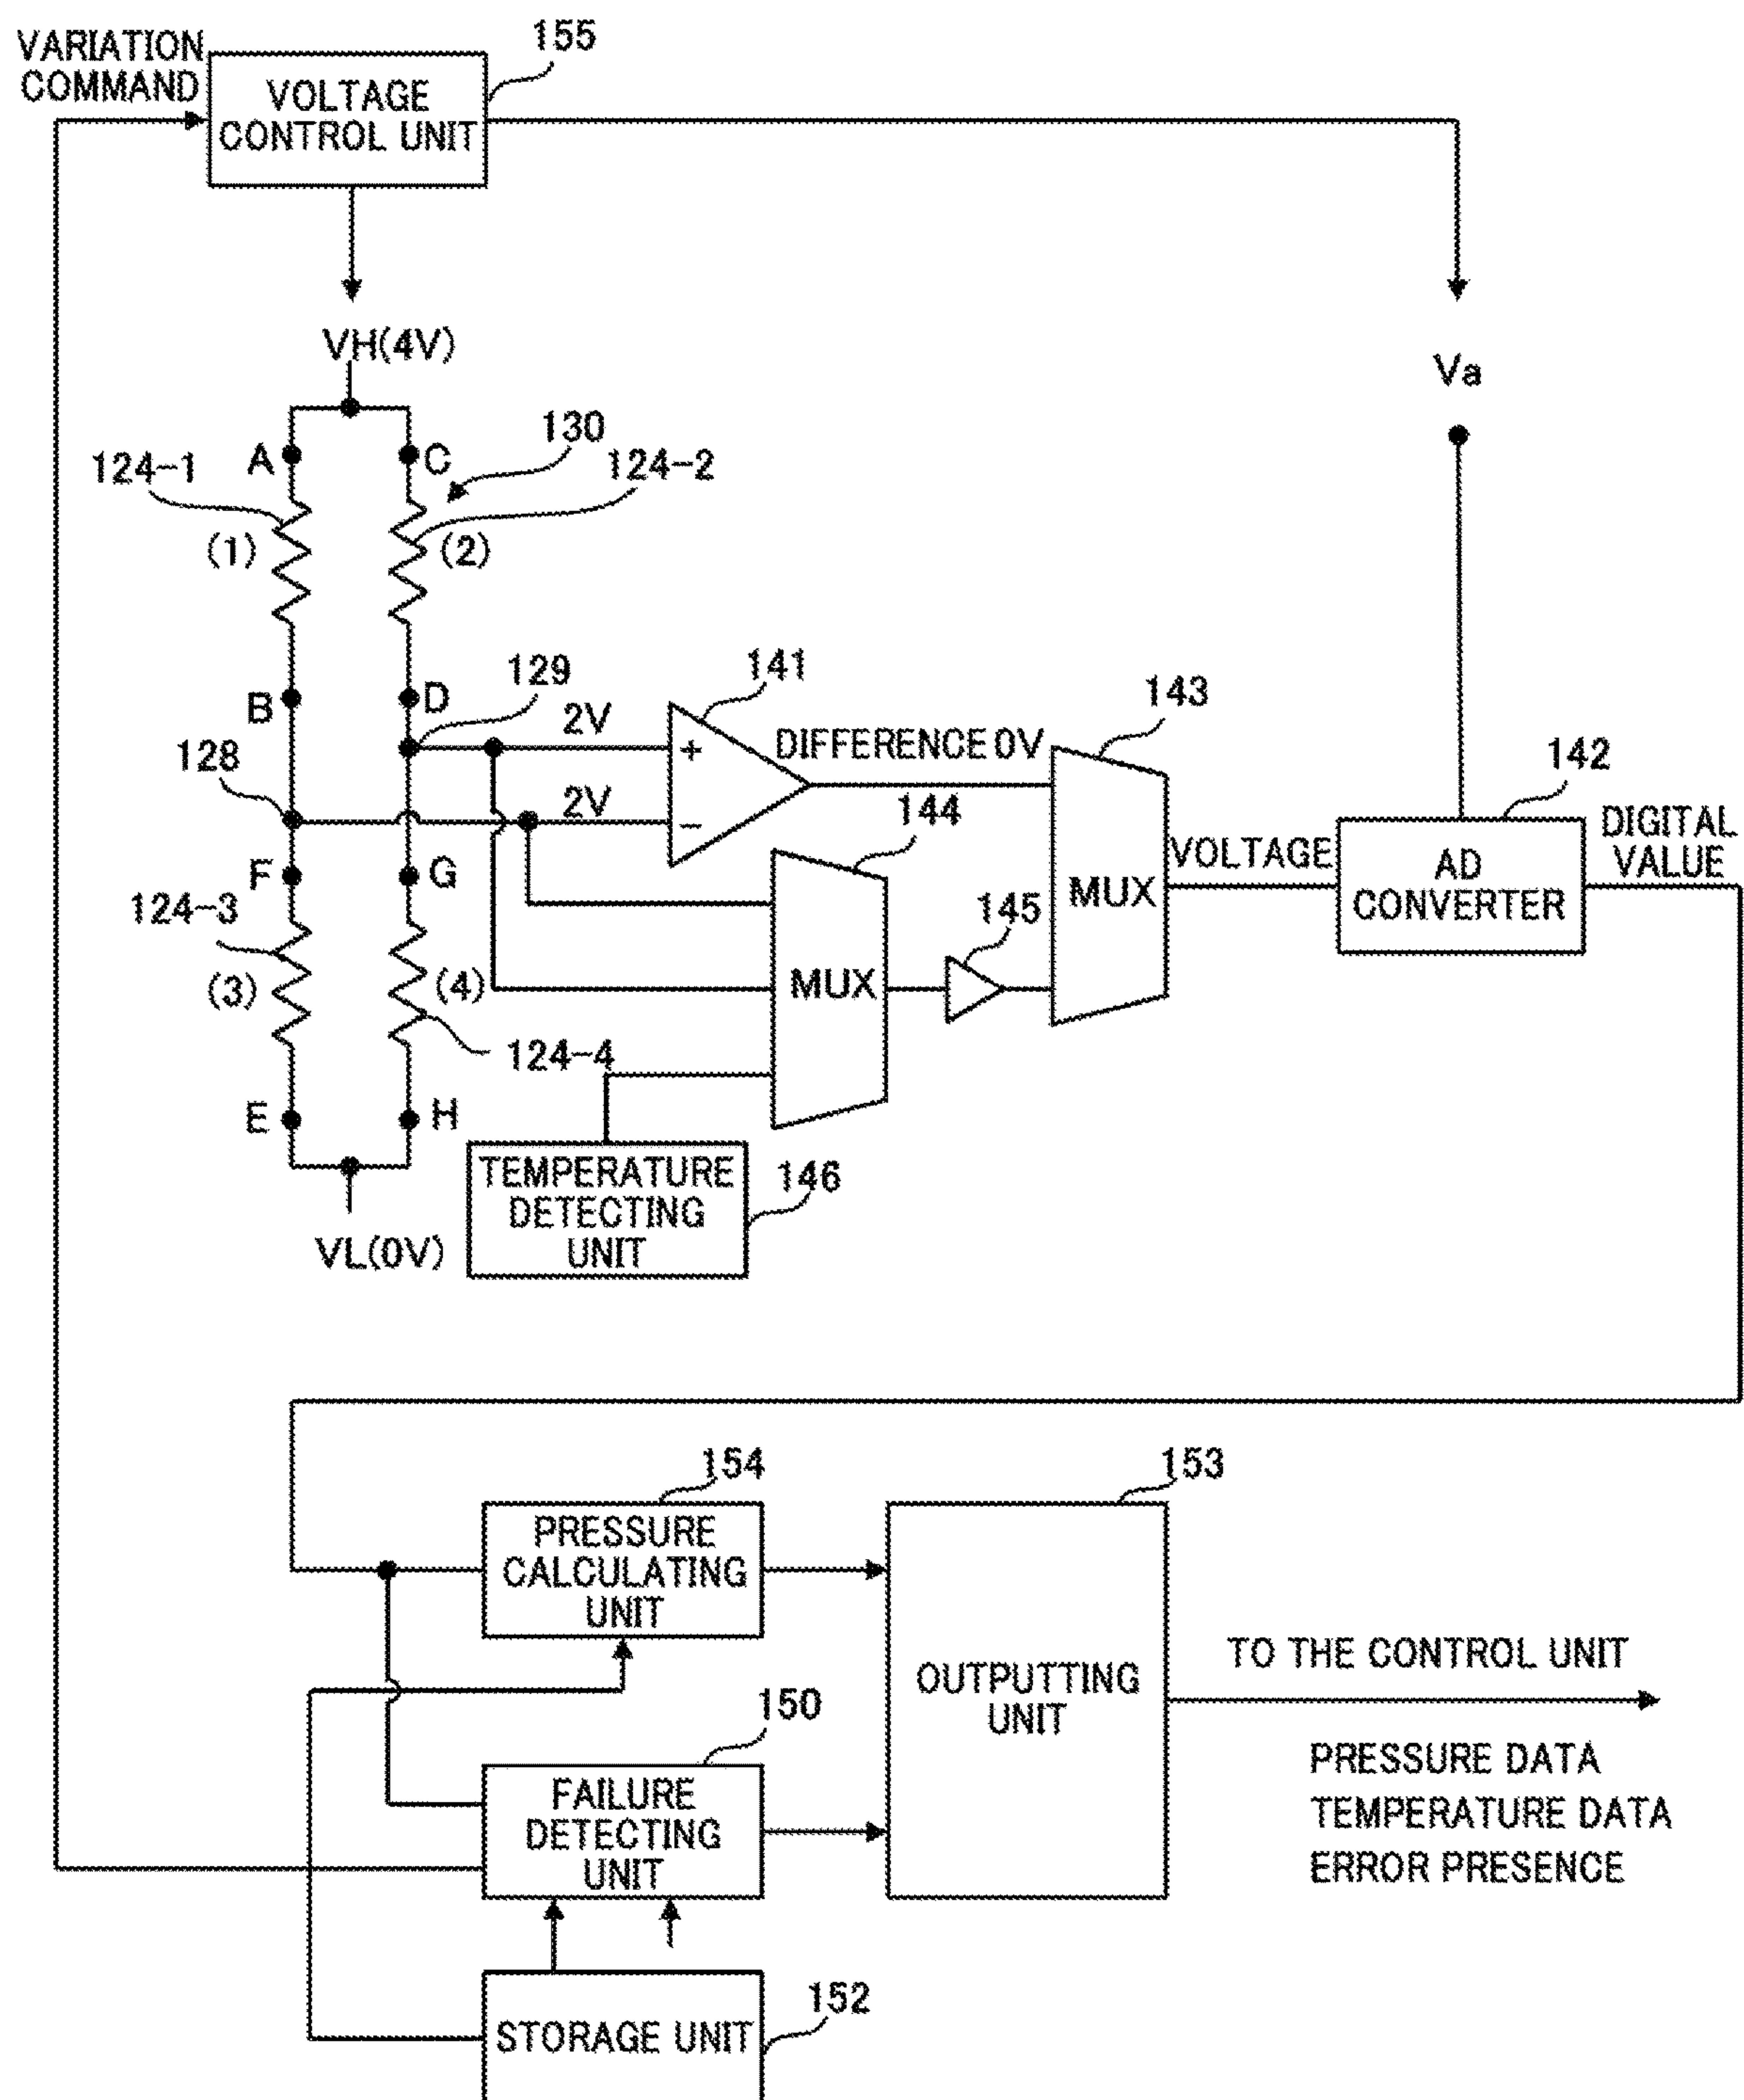 VARIATION
COMMAND
155
VOLTAGE
CONTROL UNIT
VH(4V)
Va
130
A
C
124-1
124-2
(1)
(2)
129
141
143
B
D
2V
DIFFERENCE 0V
142
128
+
2V
144
DIGITAL
VALUE
−
VOLTAGE
AD
CONVERTER
F
G
MUX
124-3
145
(3)
(4)
MUX
124-4
E
H
TEMPERATURE
DETECTING
UNIT
146
VL(0V)
154
153
PRESSURE
CALCULATING
UNIT
TO THE CONTROL UNIT
OUTPUTTING
UNIT
150
PRESSURE DATA
TEMPERATURE DATA
ERROR PRESENCE
FAILURE
DETECTING
UNIT
152
STORAGE UNIT